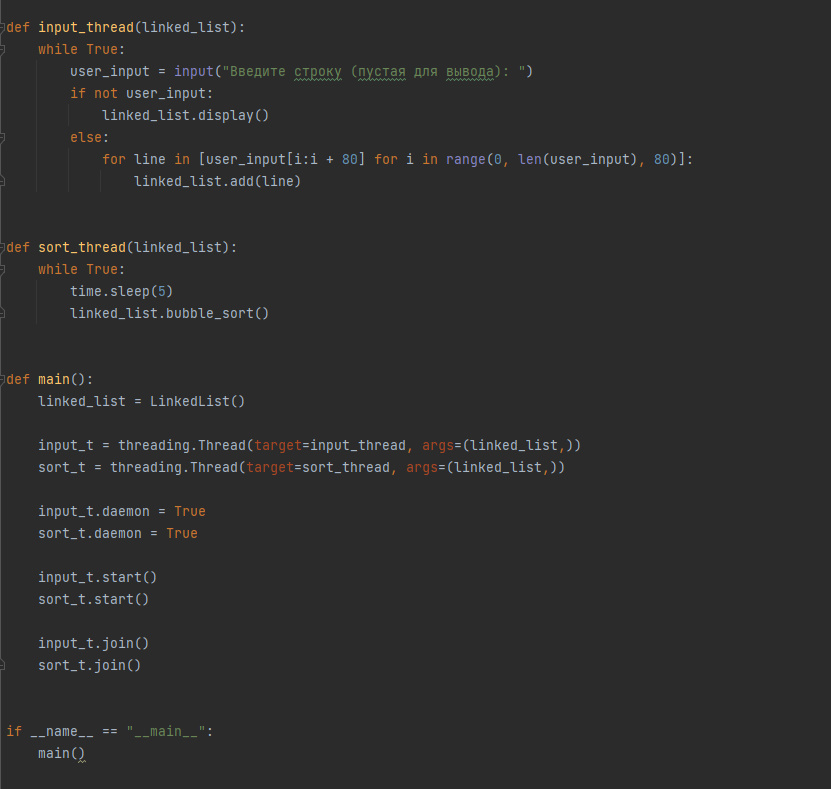 def input_thread(linked_list):
    while True:
        user_input = input("Введите строку (пустая для вывода): ")
        if not user_input:
            linked_list.display()
        else:
            for line in [user_input[i:i + 80] for i in range(0, len(user_input), 80)]:
                linked_list.add(line)
def sort_thread(linked_list):
    while True:
        time.sleep(5)
        linked_list.bubble_sort()
def main():
    linked_list = LinkedList()
    input_t = threading.Thread(target=input_thread, args=(linked_list,))
    sort_t = threading.Thread(target=sort_thread, args=(linked_list,))
    input_t.daemon = True
    sort_t.daemon = True
    input_t.start()
    sort_t.start()
    input_t.join()
    sort_t.join()
if __name__ == "__main__":
    main()